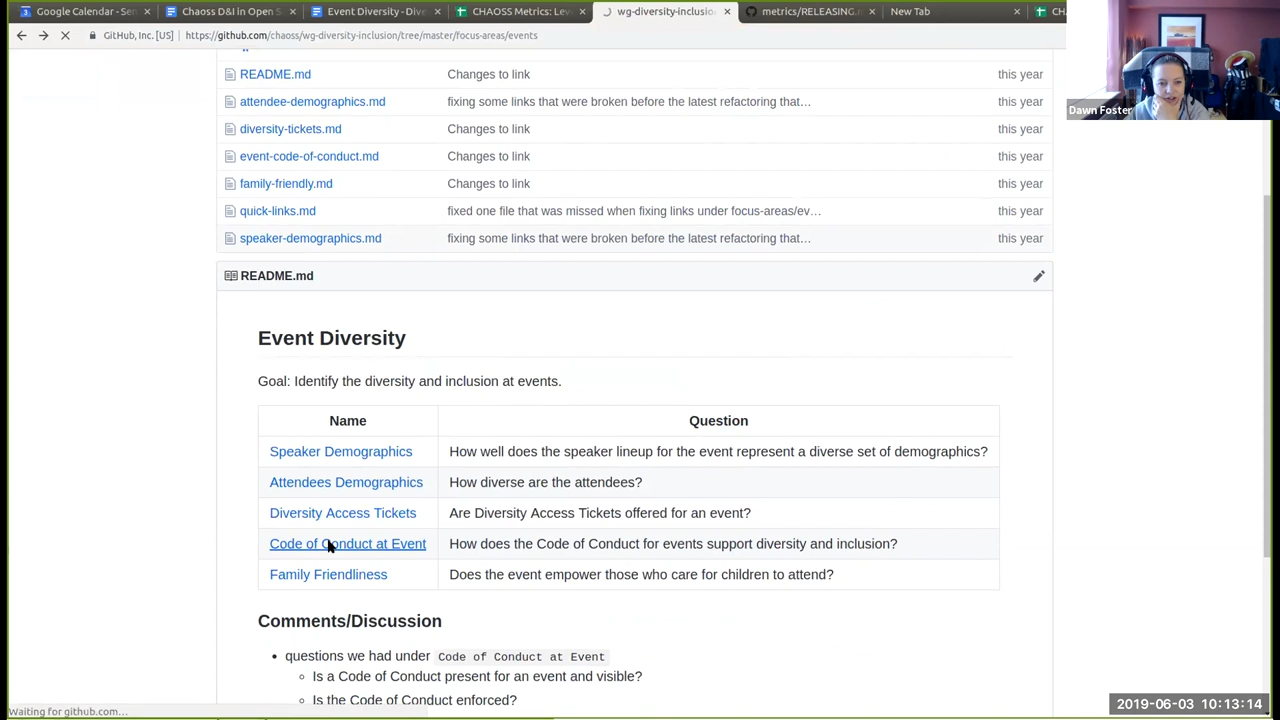 Google Calendar - Sen
Chaoss D&I in Open S
Event Diversity - Dive
CHAOSS Metrics: Leve
wg-diversity-inclusio
metrics/RELEASING.m
New Tab
GitHub, Inc. [US]
https://github.com/chaoss/wg-diversity-inclusion/tree/master/focus-areas/events
Dawn Foster
README.md Changes to link this year
attendee-demographics.md fixing some links that were broken before the latest refactoring that… this year
diversity-tickets.md Changes to link this year
event-code-of-conduct.md Changes to link this year
family-friendly.md Changes to link this year
quick-links.md fixed one file that was missed when fixing links under focus-areas/ev… this year
speaker-demographics.md fixing some links that were broken before the latest refactoring that… this year
README.md
Event Diversity
Goal: Identify the diversity and inclusion at events.
Name Question
Speaker Demographics How well does the speaker lineup for the event represent a diverse set of demographics?
Attendees Demographics How diverse are the attendees?
Diversity Access Tickets Are Diversity Access Tickets offered for an event?
Code of Conduct at Event How does the Code of Conduct for events support diversity and inclusion?
Family Friendliness Does the event empower those who care for children to attend?
Comments/Discussion
questions we had under Code of Conduct at Event
Is a Code of Conduct present for an event and visible?
Is the Code of Conduct enforced?
Waiting for github.com…
2019-06-03 10:13:14